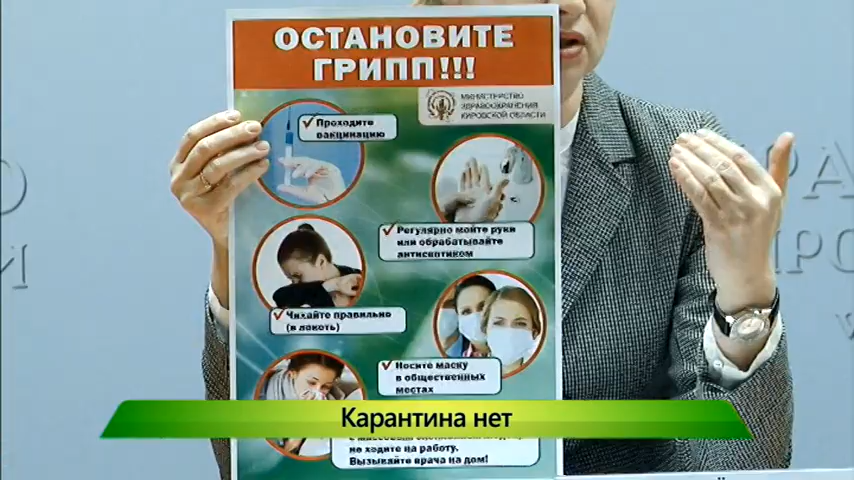 ОСТАНОВИТЕ
ГРИПП!!!
МИНИСТЕРСТВО
ЗДРАВООХРАНЕНИЯ
КИРОВСКОЙ ОБЛАСТИ
Проходите
вакцинацию
Регулярно мойте руки
или обрабатывайте
антисептиком
Чихайте правильно
(в локоть)
Носите маску
в общественных
местах
Карантина нет
не ходите на работу.
Вызывайте врача на дом!